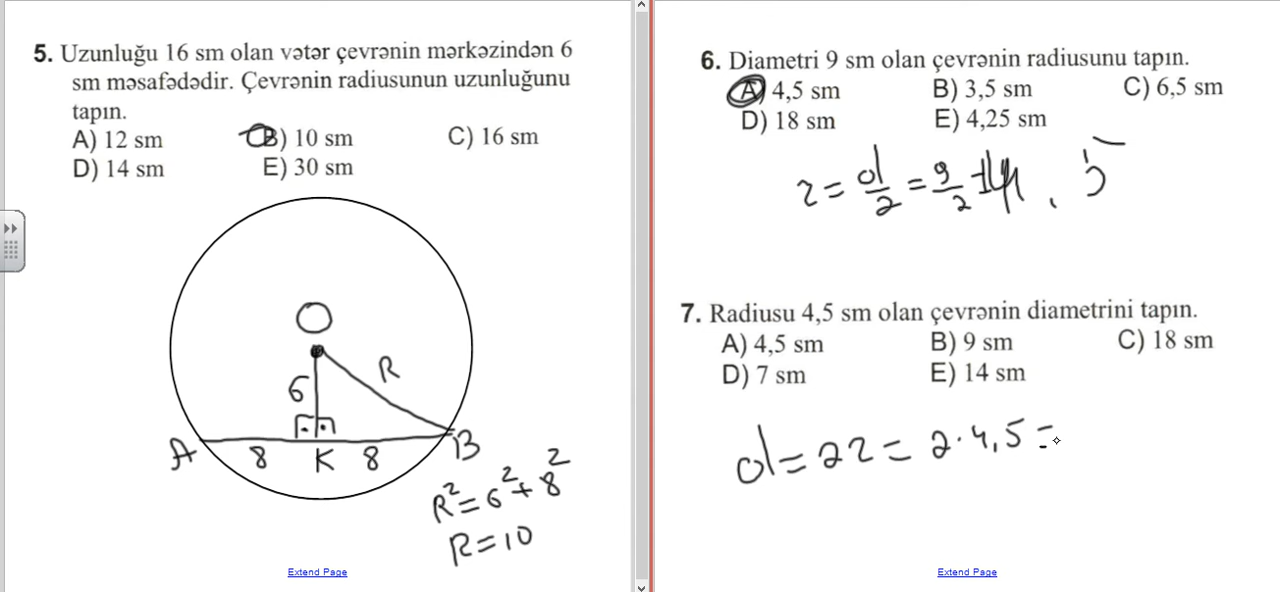 5. Uzunluğu 16 sm olan vətər çevrənin mərkəzindən 6
sm məsafədədir. Çevrənin radiusunun uzunluğunu
tapın.
A) 12 sm B) 10 sm C) 16 sm
D) 14 sm E) 30 sm
O
6 R
A 8 K 8 B
R²=6²+8²
R=10
Extend Page
6. Diametri 9 sm olan çevrənin radiusunu tapın.
A) 4,5 sm B) 3,5 sm C) 6,5 sm
D) 18 sm E) 4,25 sm
r=d/2=9/2=4,5
7. Radiusu 4,5 sm olan çevrənin diametrini tapın.
A) 4,5 sm B) 9 sm C) 18 sm
D) 7 sm E) 14 sm
d=2r=2·4,5=
Extend Page